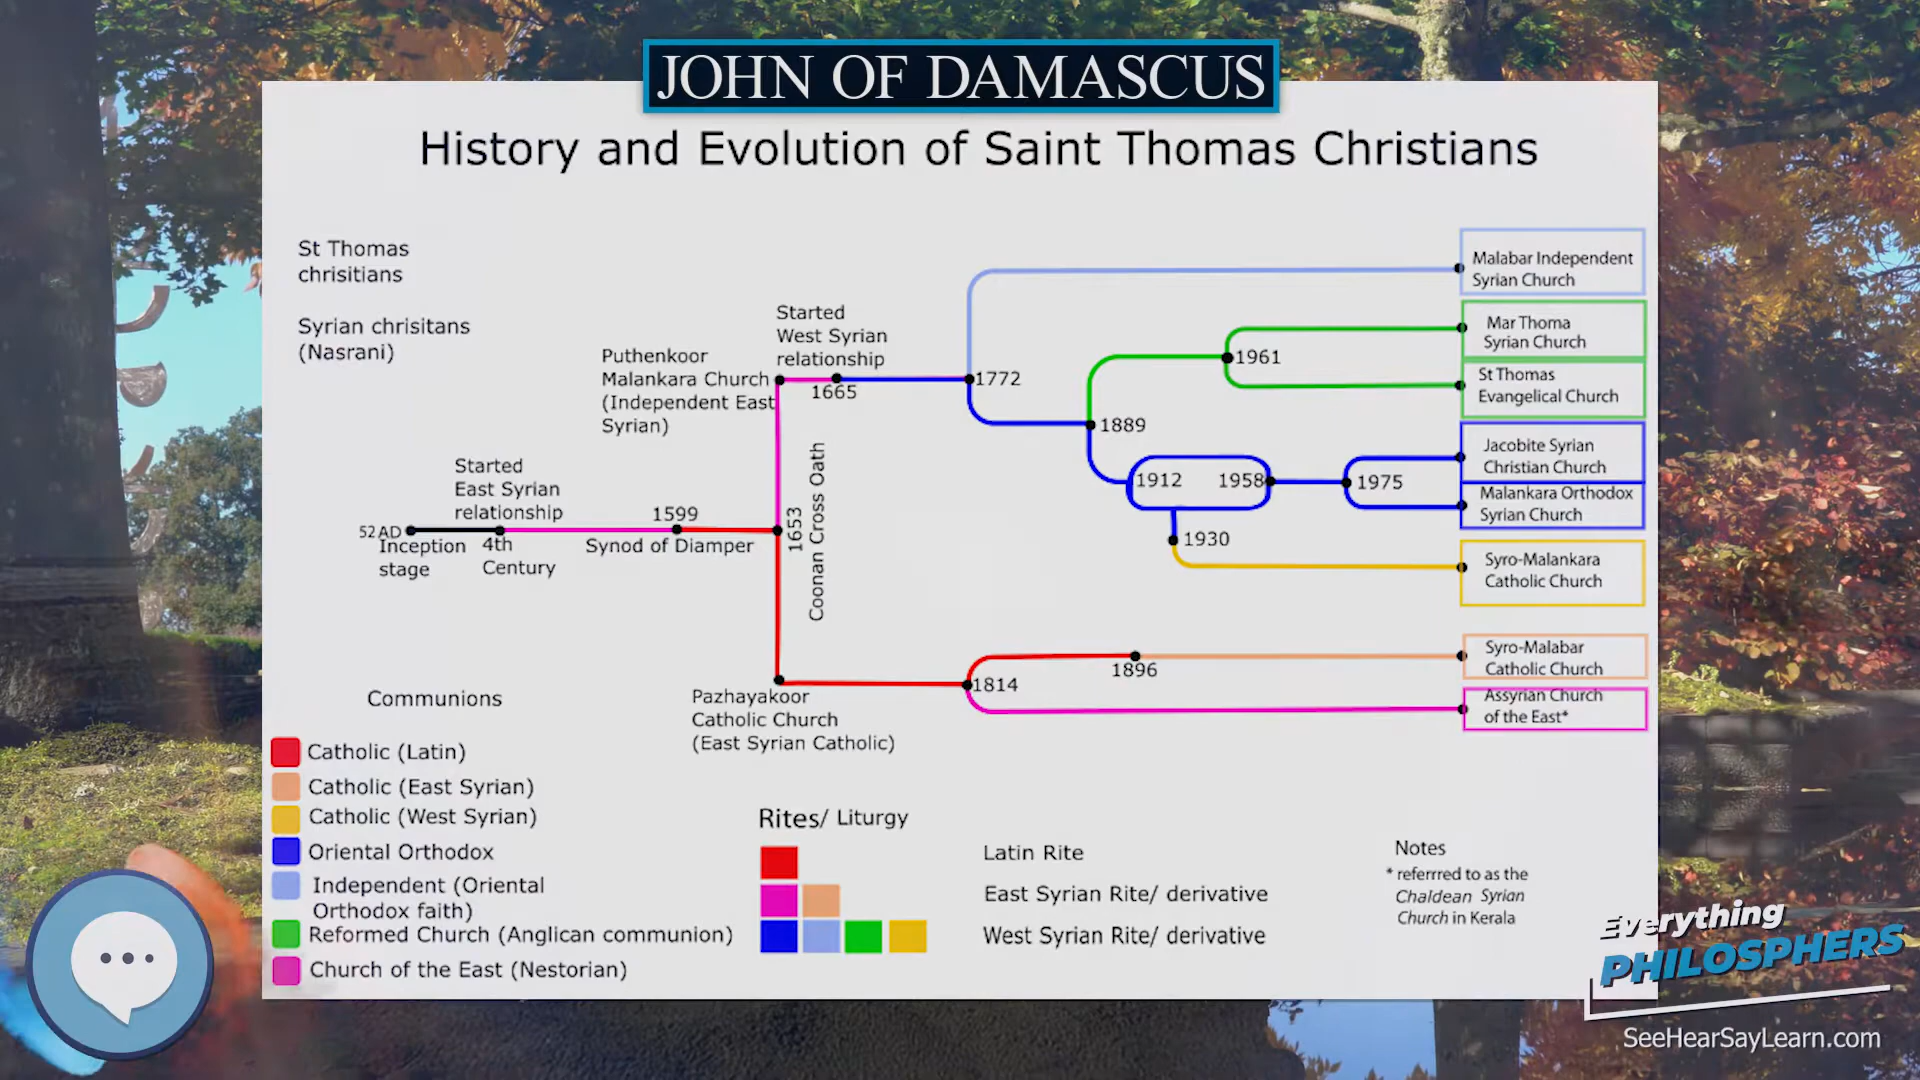 JOHN OF DAMASCUS
History and Evolution of Saint Thomas Christians
St Thomas
chrisitians
Syrian chrisitans
(Nasrani)
Started
West Syrian
relationship
Puthenkoor
Malankara Church
(Independent East
Syrian)
1665
1772
1889
1961
1912
1958
1975
1930
Started
East Syrian
relationship
52 AD
Inception
stage
4th
Century
1599
Synod of Diamper
1653
Coonan Cross Oath
Pazhayakoor
Catholic Church
(East Syrian Catholic)
1814
1896
Malabar Independent
Syrian Church
Mar Thoma
Syrian Church
St Thomas
Evangelical Church
Jacobite Syrian
Christian Church
Malankara Orthodox
Syrian Church
Syro-Malankara
Catholic Church
Syro-Malabar
Catholic Church
Assyrian Church
of the East*
Communions
Catholic (Latin)
Catholic (East Syrian)
Catholic (West Syrian)
Oriental Orthodox
Independent (Oriental
Orthodox faith)
Reformed Church (Anglican communion)
Church of the East (Nestorian)
Rites/ Liturgy
Latin Rite
East Syrian Rite/ derivative
West Syrian Rite/ derivative
Notes
* referrred to as the
Chaldean Syrian
Church in Kerala
Everything
PHILOSPHERS
SeeHearSayLearn.com